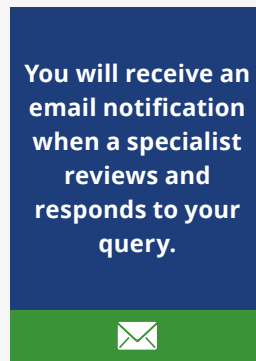 You will receive an
email notification
when a specialist
reviews and
responds to your
query.